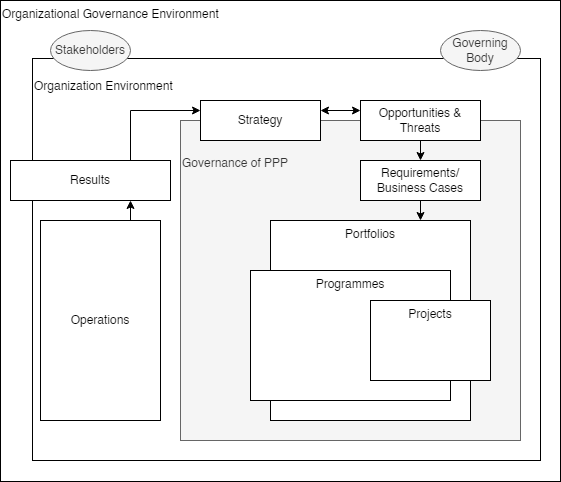 Organizational Governance Environment
Stakeholders
Governing
Body
Organization Environment
Strategy
Opportunities &
Threats
Governance of PPP
Results
Requirements/
Business Cases
Portfolios
Programmes
Projects
Operations